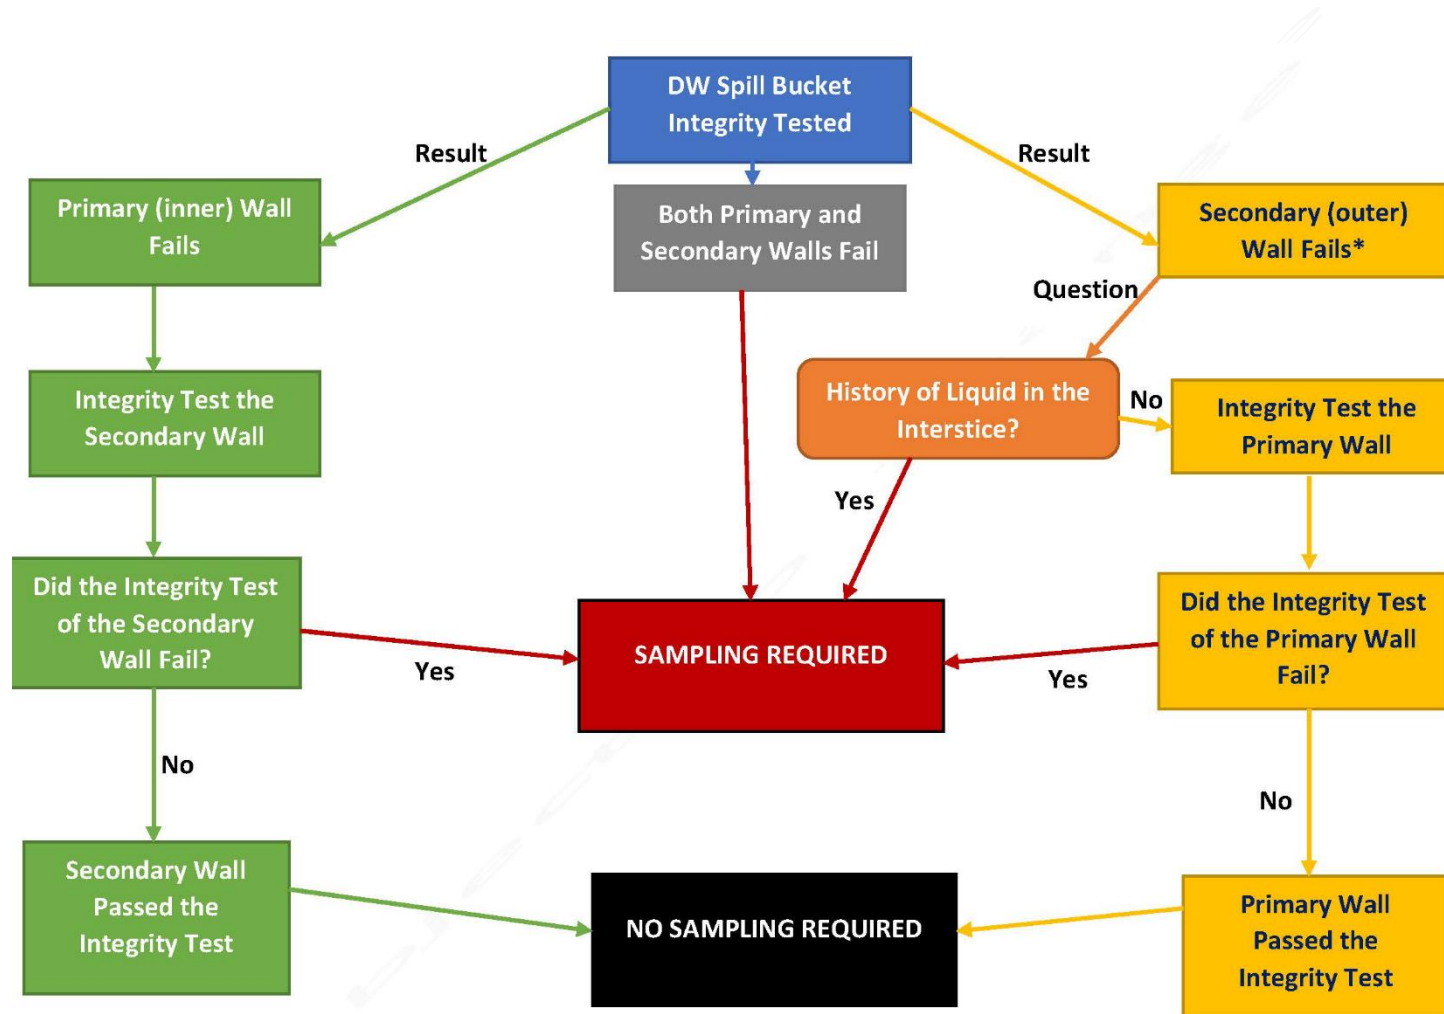 DW Spill Bucket
Integrity Tested
Result
Result
Primary (inner) Wall
Fails
Both Primary and
Secondary Walls Fail
Secondary (outer)
Wall Fails*
Question
Integrity Test the
Secondary Wall
History of Liquid in the
Interstice?
No
Integrity Test the
Primary Wall
Yes
Did the Integrity Test
of the Secondary
Wall Fail?
Yes
SAMPLING REQUIRED
Yes
Did the Integrity Test
of the Primary Wall
Fail?
No
No
Secondary Wall
Passed the
Integrity Test
NO SAMPLING REQUIRED
Primary Wall
Passed the
Integrity Test